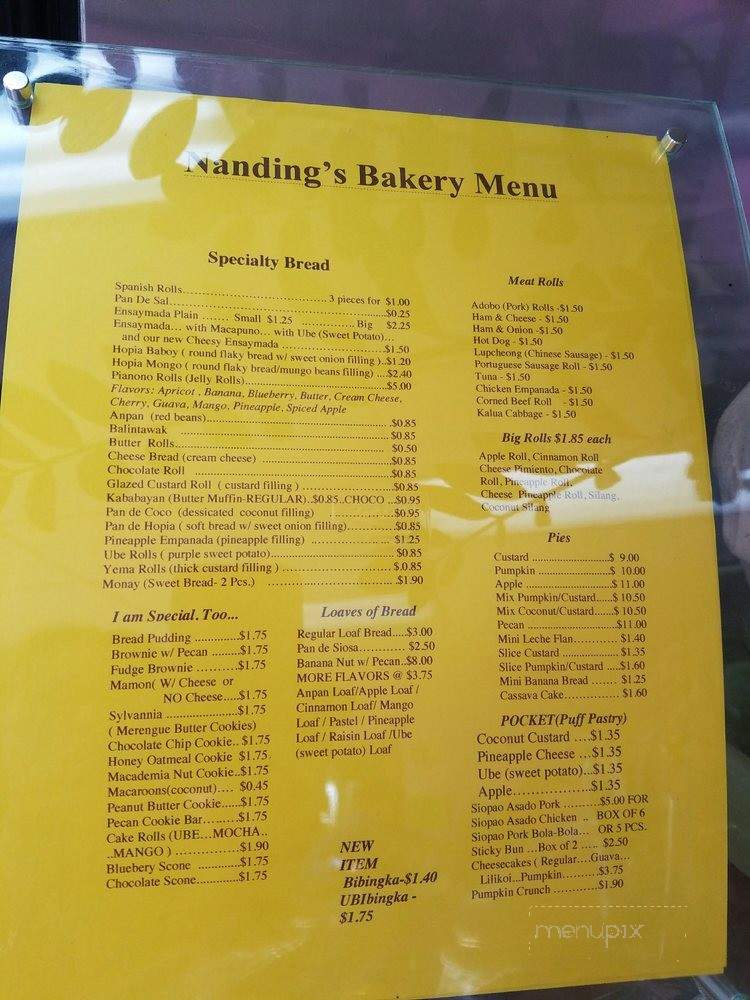 Nanding's Bakery Menu
Specialty Bread
Spanish Rolls................................. 3 pieces for $1.00
Pan De Sal.......................................................$0.25
Ensaymada Plain ....... Small $1.25 .............. Big $2.25
Ensaymada... with Macapuno... with Ube (Sweet Potato)...
and our new Cheesy Ensaymada ..........................$1.50
Hopia Baboy ( round flaky bread w/ sweet onion filling )..$1.20
Hopia Mongo ( round flaky bread/mungo beans filling) ....$2.40
Pianono Rolls (Jelly Rolls)....................................$5.00
Flavors: Apricot , Banana, Blueberry, Butter, Cream Cheese,
Cherry, Guava, Mango, Pineapple, Spiced Apple
Anpan (red beans)..............................................$0.85
Balintawak .....................................................$0.85
Butter Rolls.....................................................$0.50
Cheese Bread (cream cheese) ................................$0.85
Chocolate Roll .................................................$0.85
Glazed Custard Roll ( custard filling ) ......................$0.85
Kababayan (Butter Muffin-REGULAR)..$0.85..CHOCO ..$0.95
Pan de Coco (dessicated coconut filling) ..................$0.95
Pan de Hopia ( soft bread w/ sweet onion filling)............$0.85
Pineapple Empanada (pineapple filling) .................... $1.25
Ube Rolls ( purple sweet potato)............................... $0.85
Yema Rolls (thick custard filling ) ............................ $.0.85
Monay (Sweet Bread- 2 Pcs.) ................................$1.90
I am Special, Too...
Bread Pudding .............$1.75
Brownie w/ Pecan .........$1.75
Fudge Brownie ..........$1.75
Mamon( W/ Cheese or
NO Cheese.....$1.75
Sylvannia .....................$1.75
( Merengue Butter Cookies)
Chocolate Chip Cookie.. $1.75
Honey Oatmeal Cookie $1.75
Macademia Nut Cookie..$1.75
Macaroons(coconut).... $0.45
Peanut Butter Cookie......$1.75
Pecan Cookie Bar.........$1.75
Cake Rolls (UBE...MOCHA..
..MANGO ) .................$1.90
Bluebery Scone .............$1.75
Chocolate Scone.............$1.75
Loaves of Bread
Regular Loaf Bread.....$3.00
Pan de Siosa............ $2.50
Banana Nut w/ Pecan..$8.00
MORE FLAVORS @ $3.75
Anpan Loaf/Apple Loaf /
Cinnamon Loaf/ Mango
Loaf / Pastel / Pineapple
Loaf / Raisin Loaf /Ube
(sweet potato) Loaf
NEW
ITEM
Bibingka-$1.40
UBIbingka -
$1.75
Meat Rolls
Adobo (Pork) Rolls -$1.50
Ham & Cheese - $1.50
Ham & Onion -$1.50
Hot Dog - $1.50
Lupcheong (Chinese Sausage) - $1.50
Portuguese Sausage Roll - $1.50
Tuna - $1.50
Chicken Empanada - $1.50
Corned Beef Roll - $1.50
Kalua Cabbage - $1.50
Big Rolls $1.85 each
Apple Roll, Cinnamon Roll
Cheese Pimiento, Chocolate
Roll, Pineapple Roll,
Cheese Pineapple Roll, Silang,
Coconut Silang
Pies
Custard ........................$ 9.00
Pumpkin ......................$ 10.00
Apple ..........................$ 11.00
Mix Pumpkin/Custard.....$ 10.50
Mix Coconut/Custard......$ 10.50
Pecan ..........................$11.00
Mini Leche Flan............. $1.40
Slice Custard .................. $1.35
Slice Pumpkin/Custard ....$1.60
Mini Banana Bread ....... $1.25
Cassava Cake................. $1.60
POCKET(Puff Pastry)
Coconut Custard ....$1.35
Pineapple Cheese ...$1.35
Ube (sweet potato)...$1.35
Apple..................$1.35
Siopao Asado Pork ..........$5.00 FOR
Siopao Asado Chicken .. BOX OF 6
Siopao Pork Bola-Bola... OR 5 PCS.
Sticky Bun ...Box of 2 ..... $2.50
Cheesecakes ( Regular....Guava...
Lilikoi...Pumpkin..........$3.75
Pumpkin Crunch ............$1.90
menupix